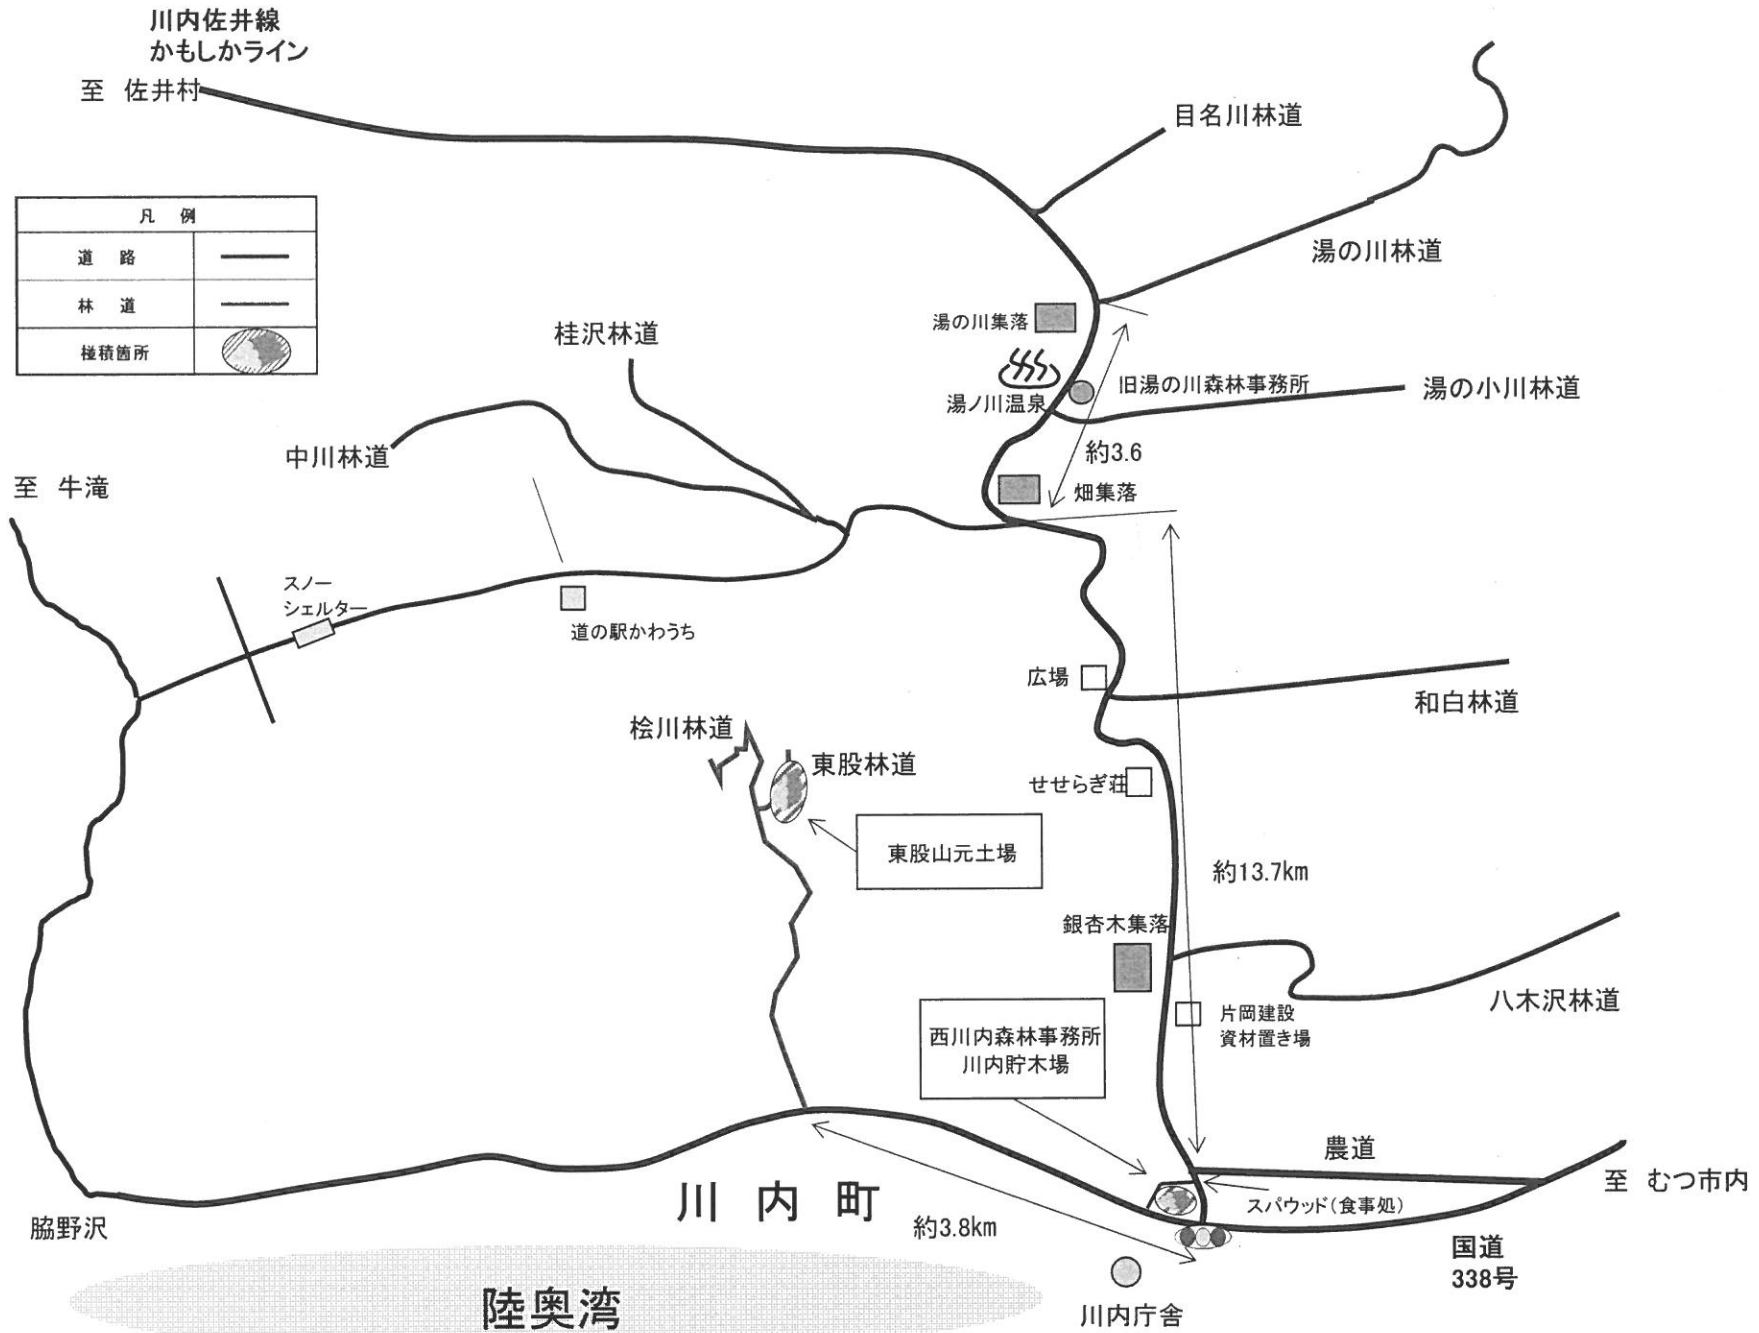 川内佐井線
かもしかライン
至 佐井村
目名川林道
凡 例
道 路
林 道
椪積箇所
湯の川林道
湯の川集落
桂沢林道
旧湯の川森林事務所
湯の小川林道
湯ノ川温泉
中川林道
約3.6
至 牛滝
畑集落
スノー
シェルター
道の駅かわうち
広場
和白林道
桧川林道
東股林道
せせらぎ荘
東股山元土場
約13.7km
銀杏木集落
八木沢林道
片岡建設
資材置き場
西川内森林事務所
川内貯木場
農道
至 むつ市内
スパウッド(食事処)
川内町
脇野沢
約3.8km
国道
338号
陸奥湾
川内庁舎